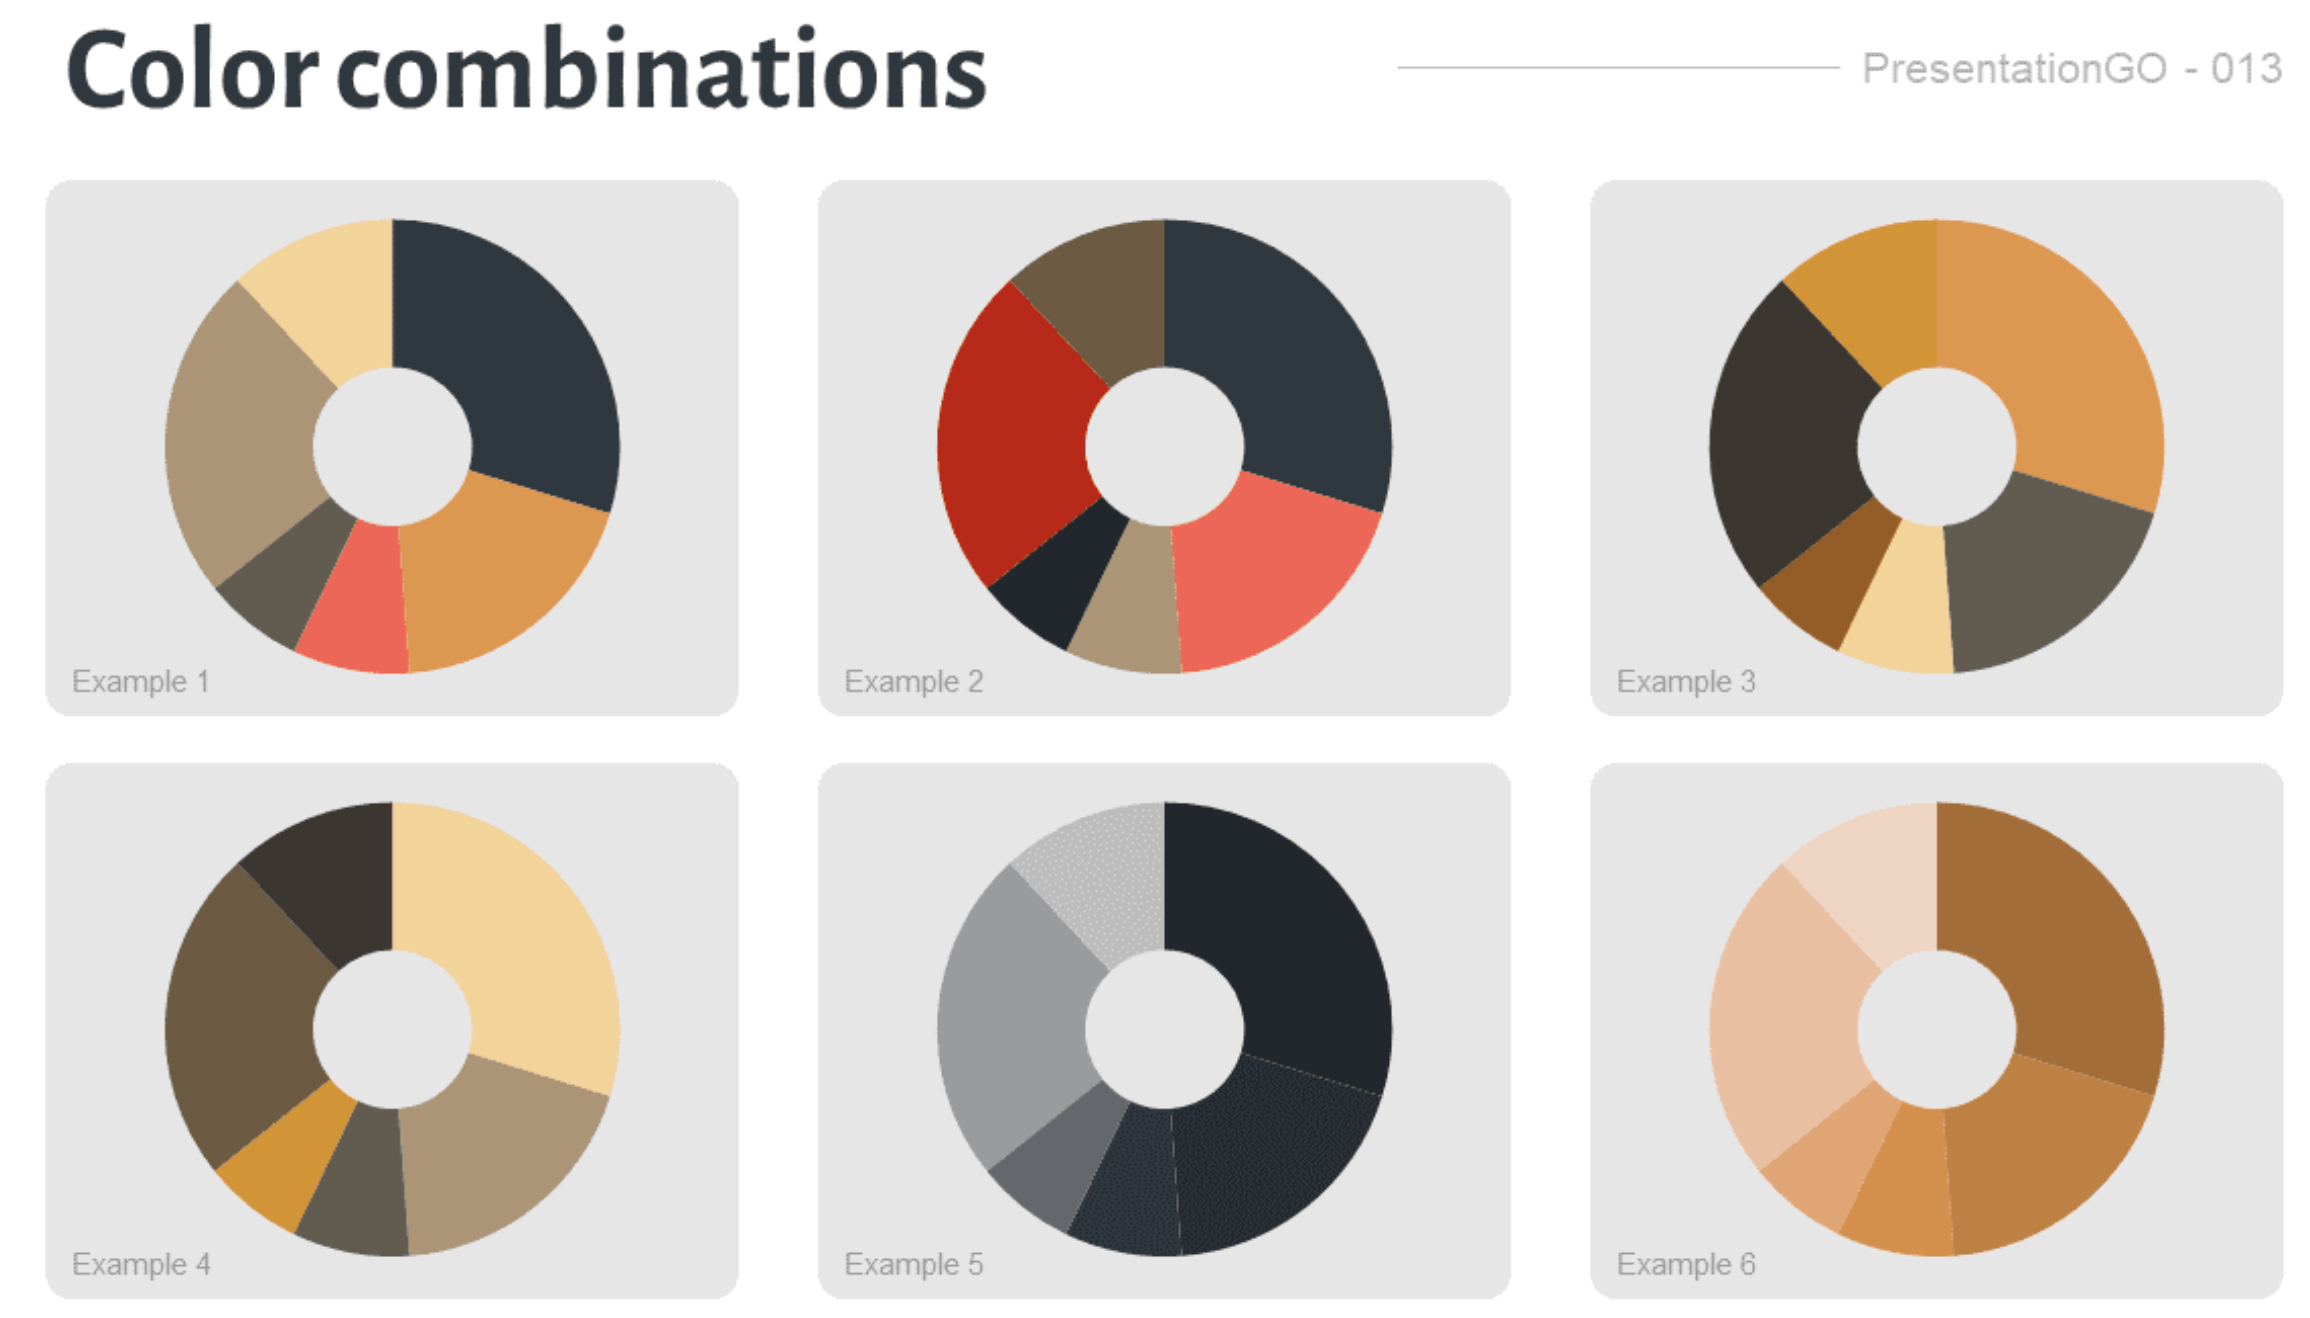 Color combinations
PresentationGO - 013
Example 1
Example 2
Example 3
Example 4
Example 5
Example 6